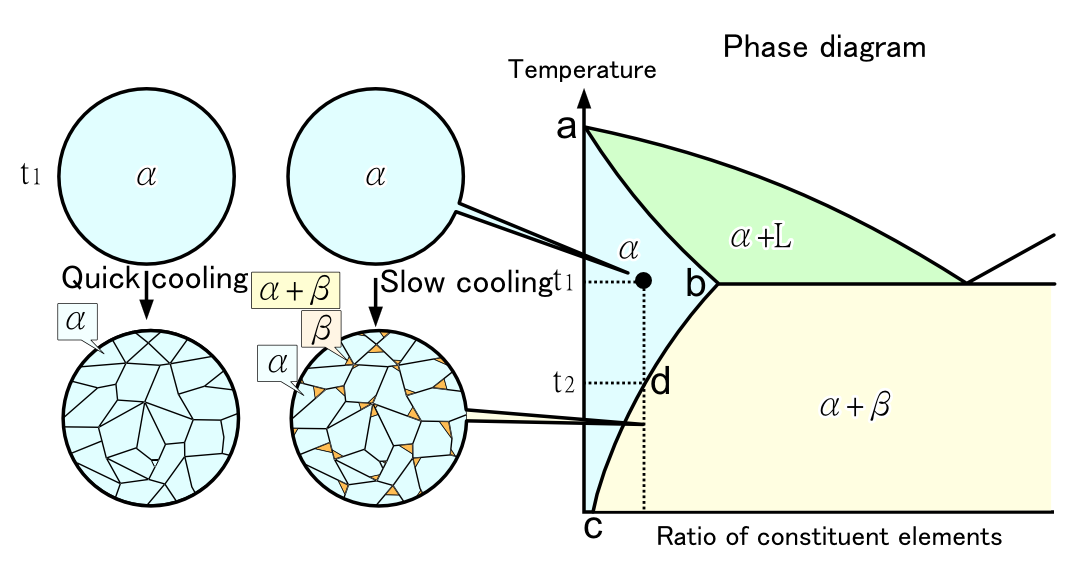 Phase diagram
Temperature
a
t1
α
α
α
α+L
Quick cooling
α+β
Slow cooling
t1
b
α
β
α
t2
d
α+β
c
Ratio of constituent elements